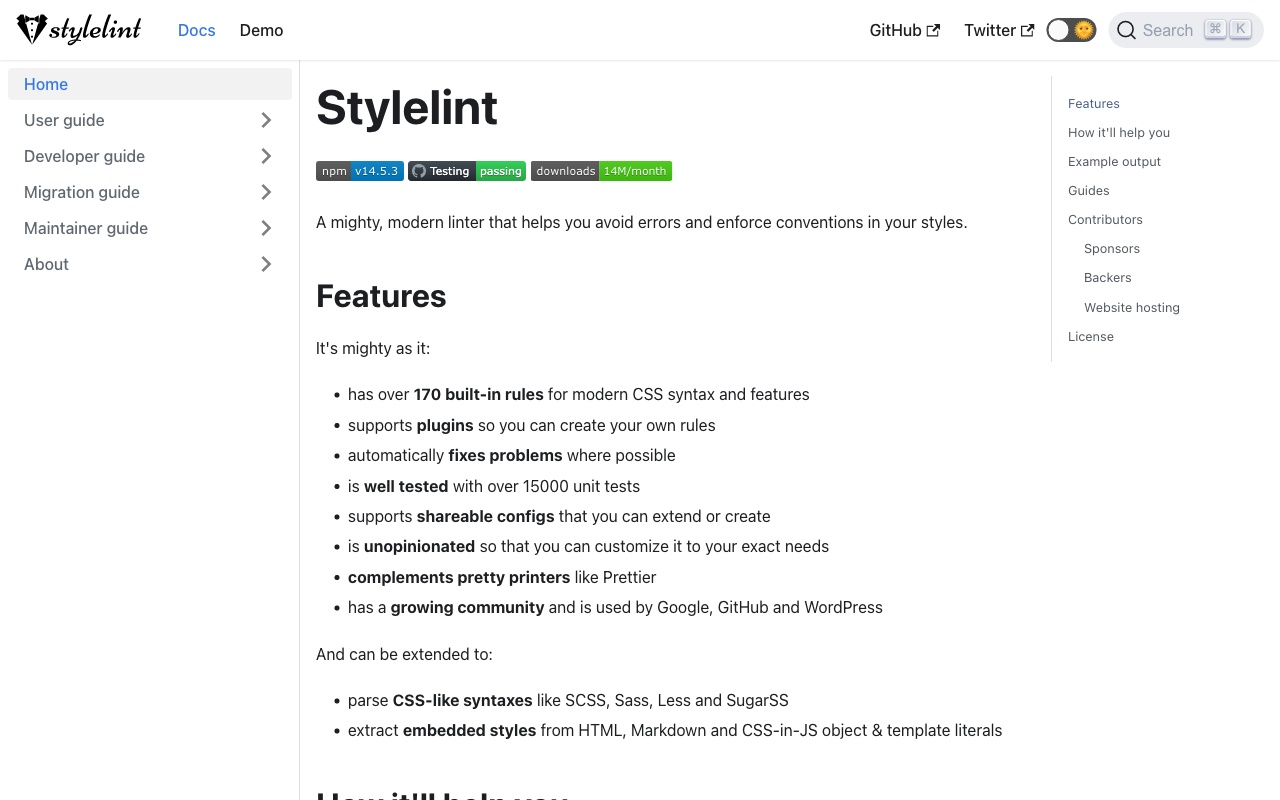 stylelint
Docs
Demo
GitHub
Twitter
Search
⌘
K
Home
User guide
Developer guide
Migration guide
Maintainer guide
About
Stylelint
npm v14.5.3
Testing passing
downloads 14M/month
A mighty, modern linter that helps you avoid errors and enforce conventions in your styles.
Features
It's mighty as it:
• has over 170 built-in rules for modern CSS syntax and features
• supports plugins so you can create your own rules
• automatically fixes problems where possible
• is well tested with over 15000 unit tests
• supports shareable configs that you can extend or create
• is unopinionated so that you can customize it to your exact needs
• complements pretty printers like Prettier
• has a growing community and is used by Google, GitHub and WordPress
And can be extended to:
• parse CSS-like syntaxes like SCSS, Sass, Less and SugarSS
• extract embedded styles from HTML, Markdown and CSS-in-JS object & template literals
How it'll help you
Features
How it'll help you
Example output
Guides
Contributors
Sponsors
Backers
Website hosting
License